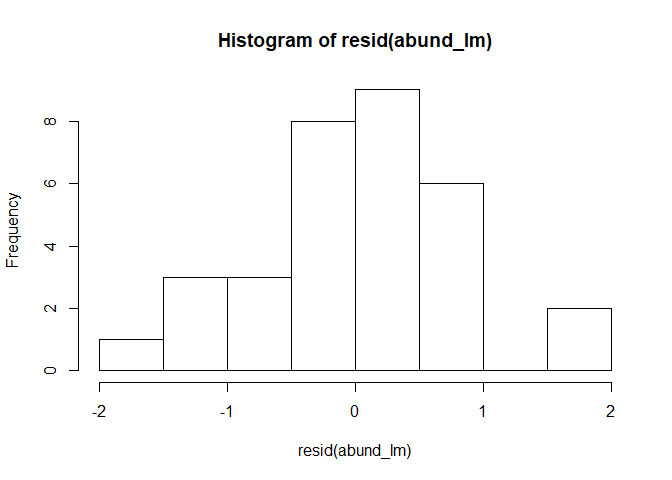 Histogram of resid(abund_lm)
Frequency
8
6
4
2
0
-2 -1 0 1 2
resid(abund_lm)